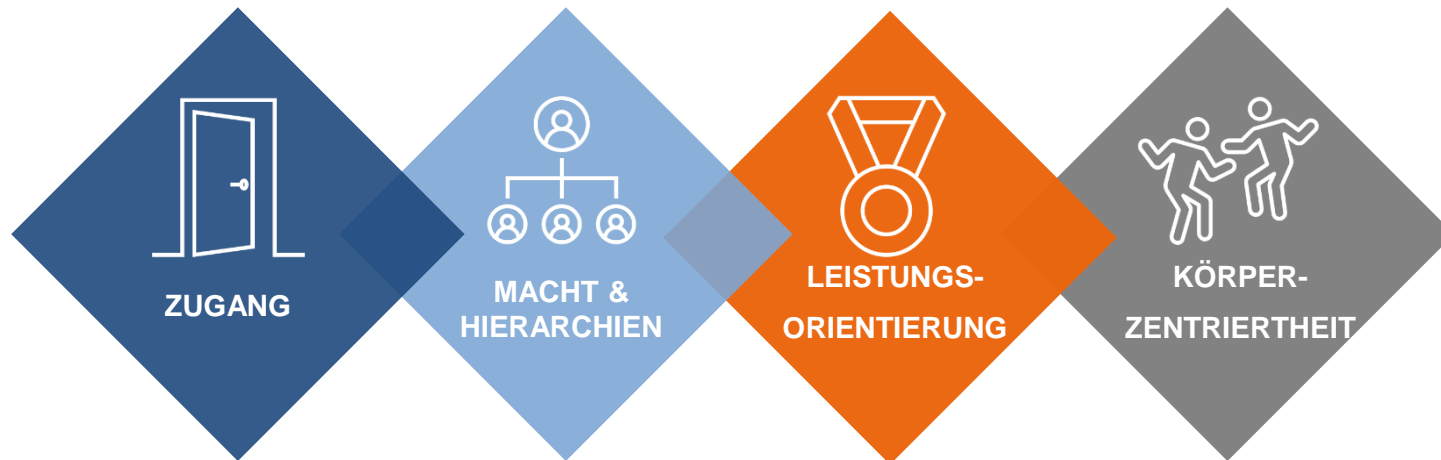 ZUGANG
MACHT &
HIERARCHIEN
LEISTUNGS-
ORIENTIERUNG
KÖRPER-
ZENTRIERTHEIT